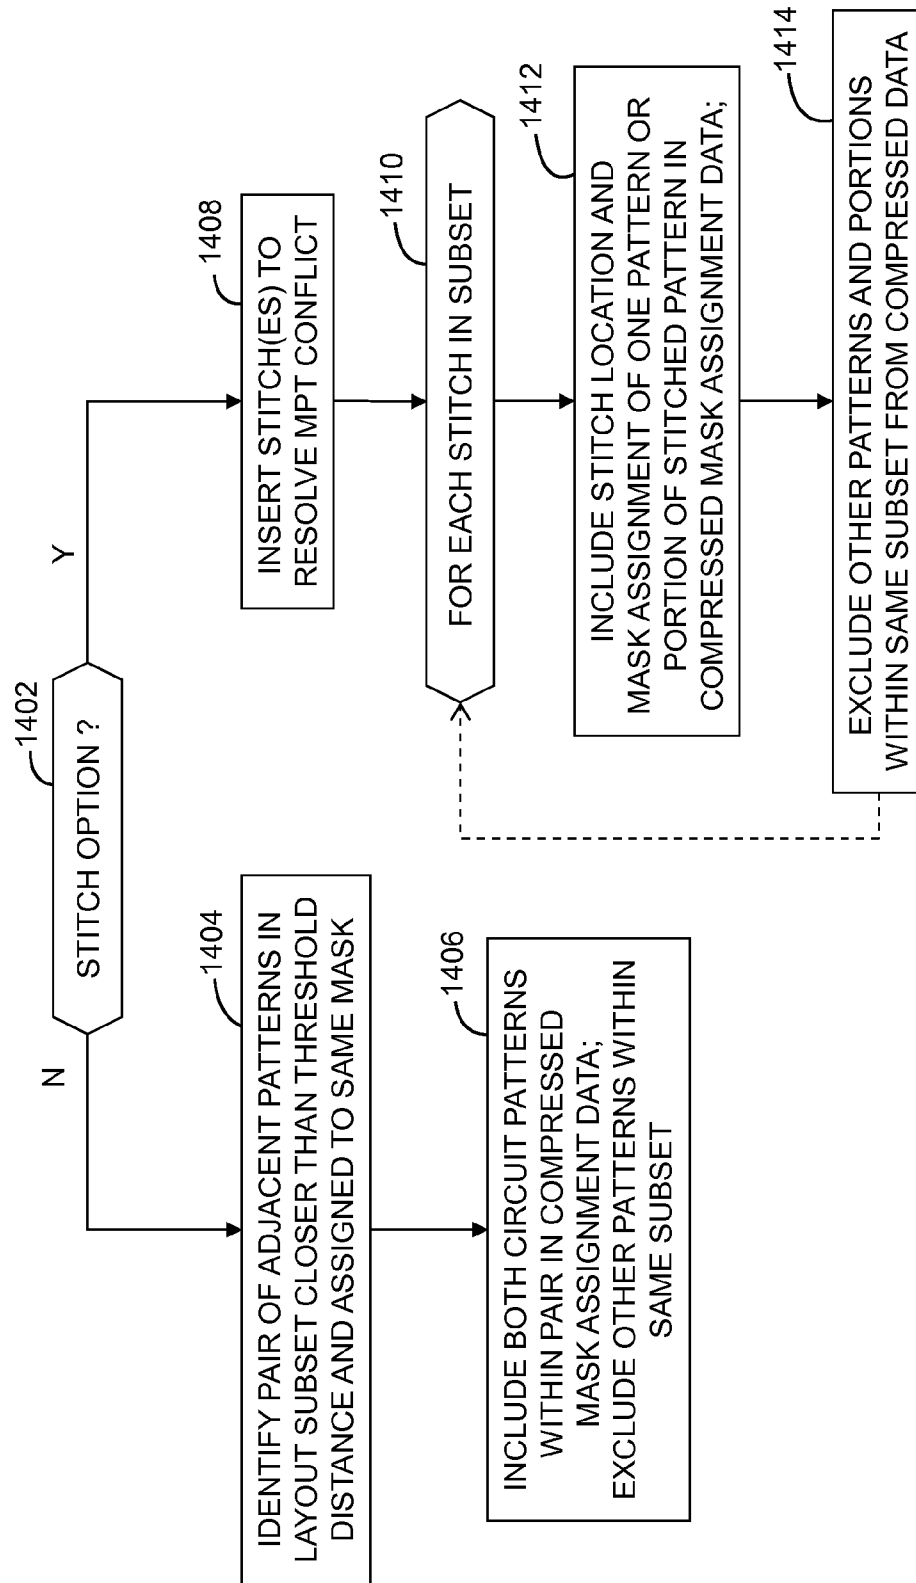 1402
STITCH OPTION ?
N
Y
1404
IDENTIFY PAIR OF ADJACENT PATTERNS IN
LAYOUT SUBSET CLOSER THAN THRESHOLD
DISTANCE AND ASSIGNED TO SAME MASK
1406
INCLUDE BOTH CIRCUIT PATTERNS
WITHIN PAIR IN COMPRESSED
MASK ASSIGNMENT DATA;
EXCLUDE OTHER PATTERNS WITHIN
SAME SUBSET
1408
INSERT STITCH(ES) TO
RESOLVE MPT CONFLICT
1410
FOR EACH STITCH IN SUBSET
1412
INCLUDE STITCH LOCATION AND
MASK ASSIGNMENT OF ONE PATTERN OR
PORTION OF STITCHED PATTERN IN
COMPRESSED MASK ASSIGNMENT DATA;
1414
EXCLUDE OTHER PATTERNS AND PORTIONS
WITHIN SAME SUBSET FROM COMPRESSED DATA